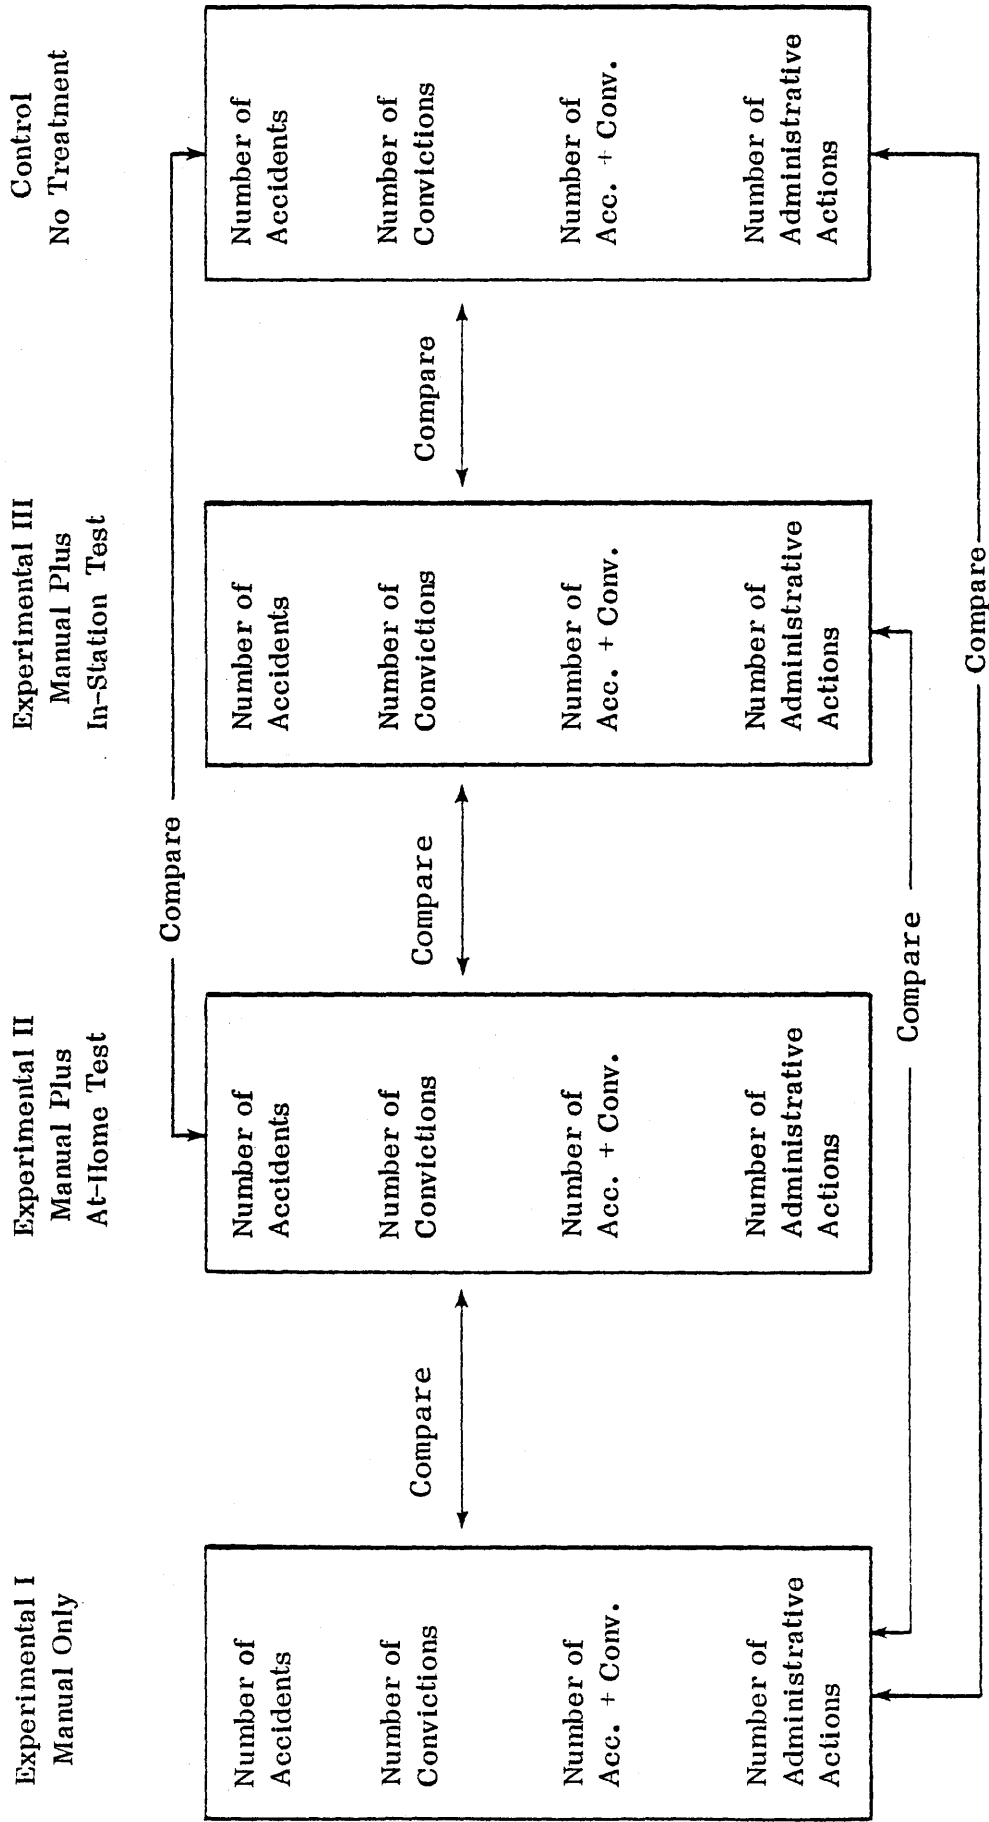 Experimental I
Manual Only
Experimental II
Manual Plus
At-Home Test
Experimental III
Manual Plus
In-Station Test
Control
No Treatment
Compare
Number of
Accidents
Number of
Convictions
Number of
Acc. + Conv.
Number of
Administrative
Actions
Compare
Number of
Accidents
Number of
Convictions
Number of
Acc. + Conv.
Number of
Administrative
Actions
Compare
Number of
Accidents
Number of
Convictions
Number of
Acc. + Conv.
Number of
Administrative
Actions
Compare
Number of
Accidents
Number of
Convictions
Number of
Acc. + Conv.
Number of
Administrative
Actions
Compare
Compare